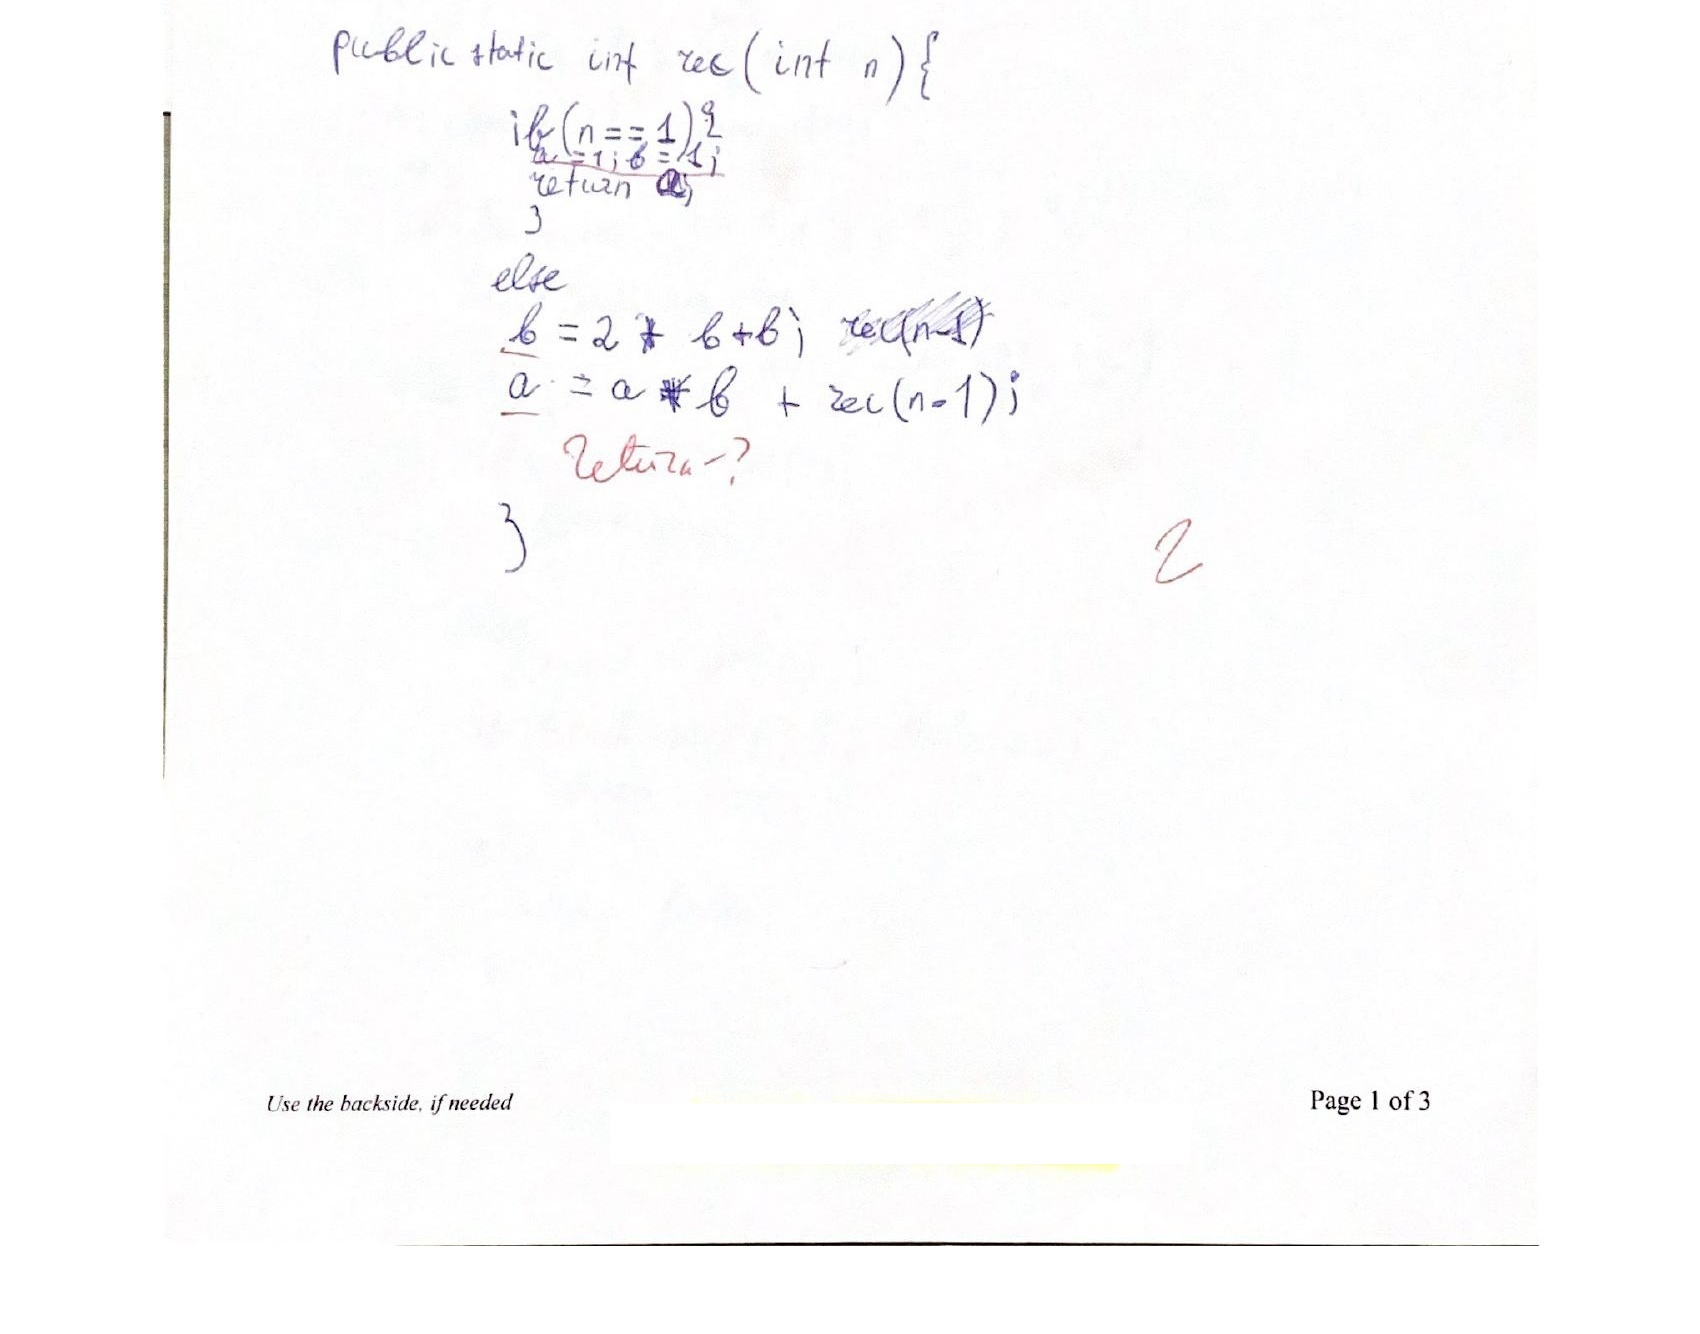 public static int rec(int n){
if(n==1){
a=1; b=1;
return a;
}
else
b = 2 * b+b; rec(n-1)
a = a * b + rec(n-1);
return-?
}
2
Use the backside, if needed
Page 1 of 3